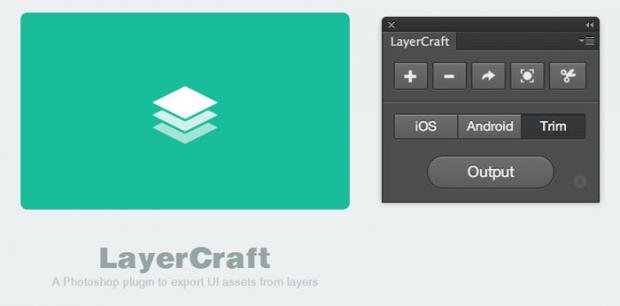 LayerCraft
iOS Android Trim
Output
LayerCraft
A Photoshop plugin to export UI assets from layers